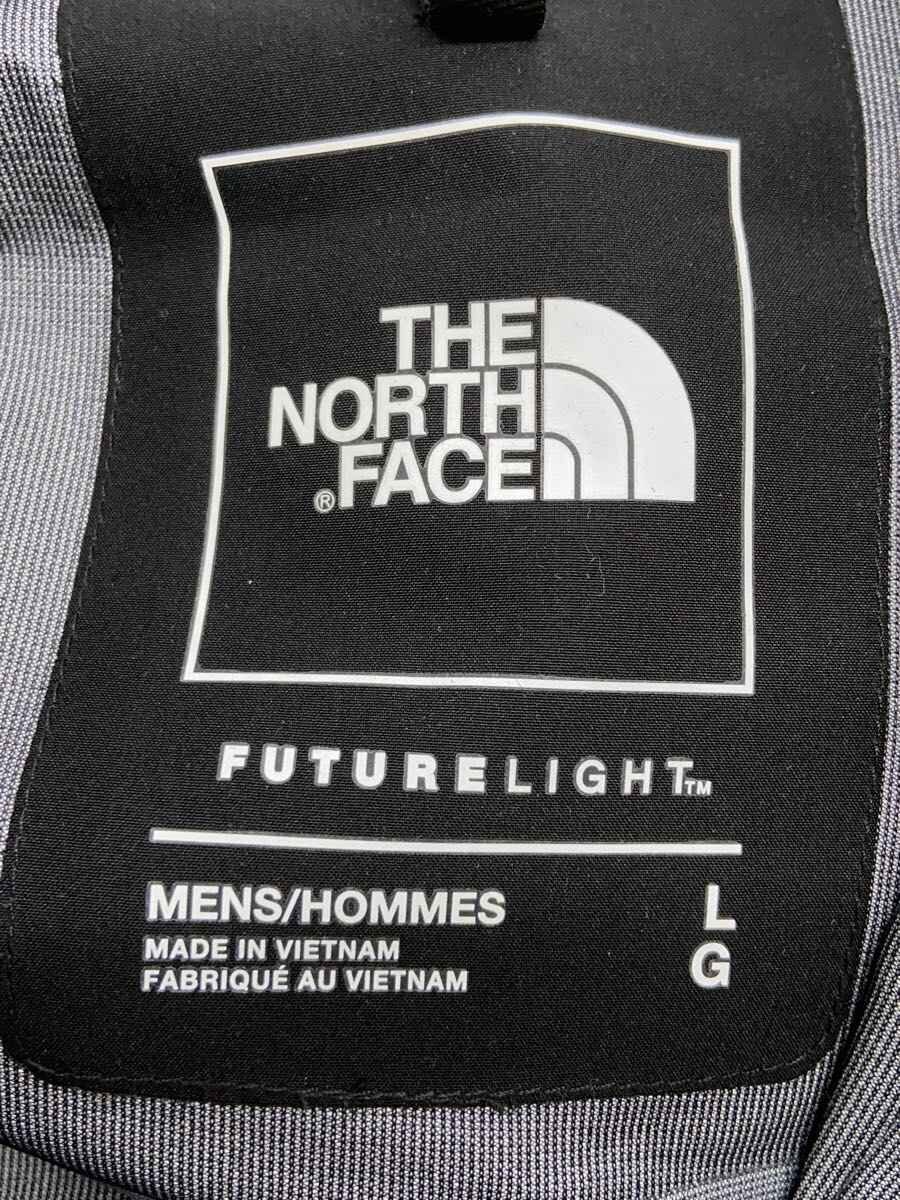 THE
NORTH
® FACE
FUTURELIGHT™
MENS/HOMMES L
MADE IN VIETNAM
FABRIQUÉ AU VIETNAM G